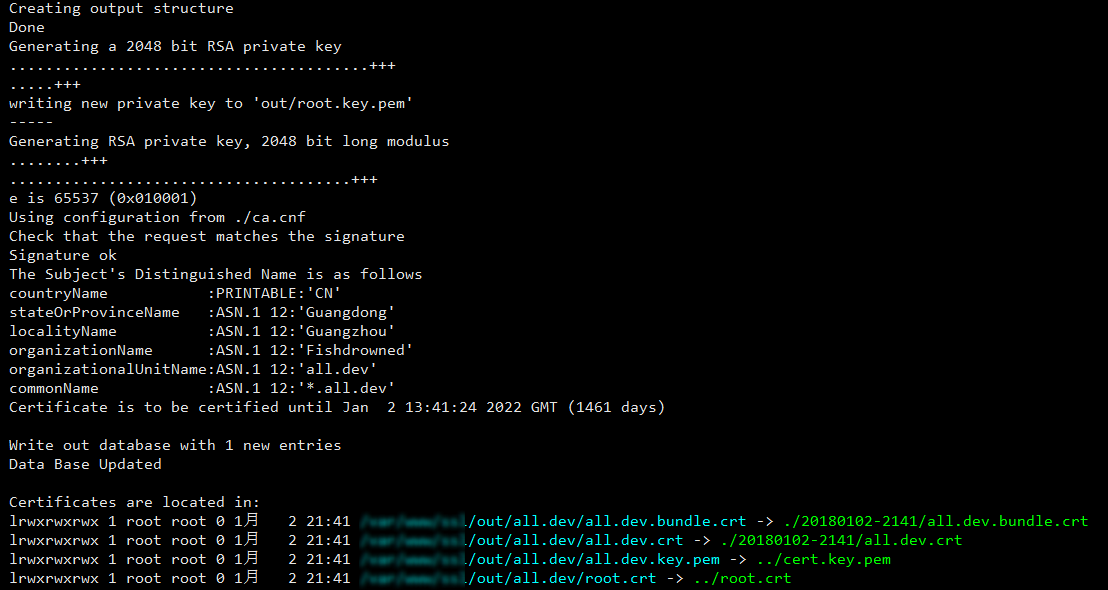 Creating output structure
Done
Generating a 2048 bit RSA private key
........................................+++
.....+++
writing new private key to 'out/root.key.pem'
-----
Generating RSA private key, 2048 bit long modulus
........+++
......................................+++
e is 65537 (0x010001)
Using configuration from ./ca.cnf
Check that the request matches the signature
Signature ok
The Subject's Distinguished Name is as follows
countryName           :PRINTABLE:'CN'
stateOrProvinceName   :ASN.1 12:'Guangdong'
localityName          :ASN.1 12:'Guangzhou'
organizationName      :ASN.1 12:'Fishdrowned'
organizationalUnitName:ASN.1 12:'all.dev'
commonName            :ASN.1 12:'*.all.dev'
Certificate is to be certified until Jan  2 13:41:24 2022 GMT (1461 days)
Write out database with 1 new entries
Data Base Updated
Certificates are located in:
lrwxrwxrwx 1 root root 0 1月   2 21:41 /out/all.dev/all.dev.bundle.crt -> ./20180102-2141/all.dev.bundle.crt
lrwxrwxrwx 1 root root 0 1月   2 21:41 /out/all.dev/all.dev.crt -> ./20180102-2141/all.dev.crt
lrwxrwxrwx 1 root root 0 1月   2 21:41 /out/all.dev/all.dev.key.pem -> ../cert.key.pem
lrwxrwxrwx 1 root root 0 1月   2 21:41 /out/all.dev/root.crt -> ../root.crt